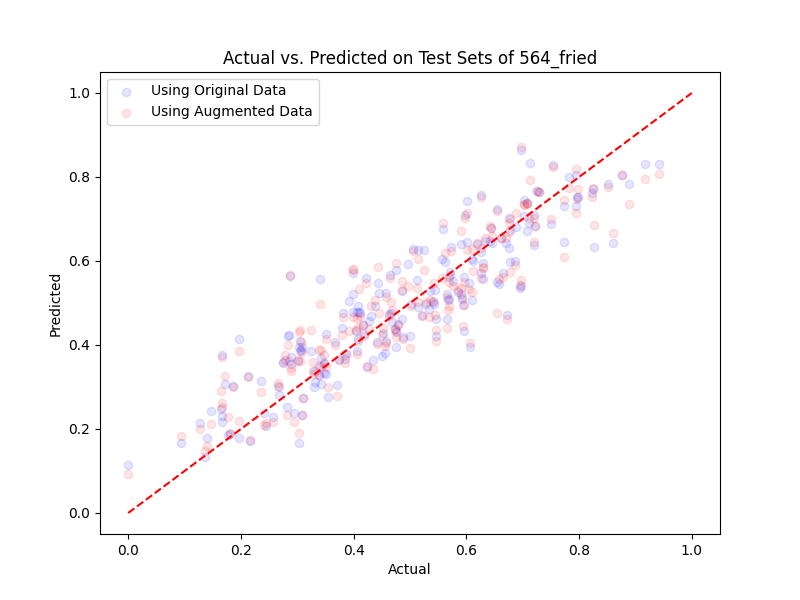 Actual vs. Predicted on Test Sets of 564_fried
Using Original Data
Using Augmented Data
1.0
0.8
0.6
0.4
0.2
0.0
Predicted
0.0 0.2 0.4 0.6 0.8 1.0
Actual